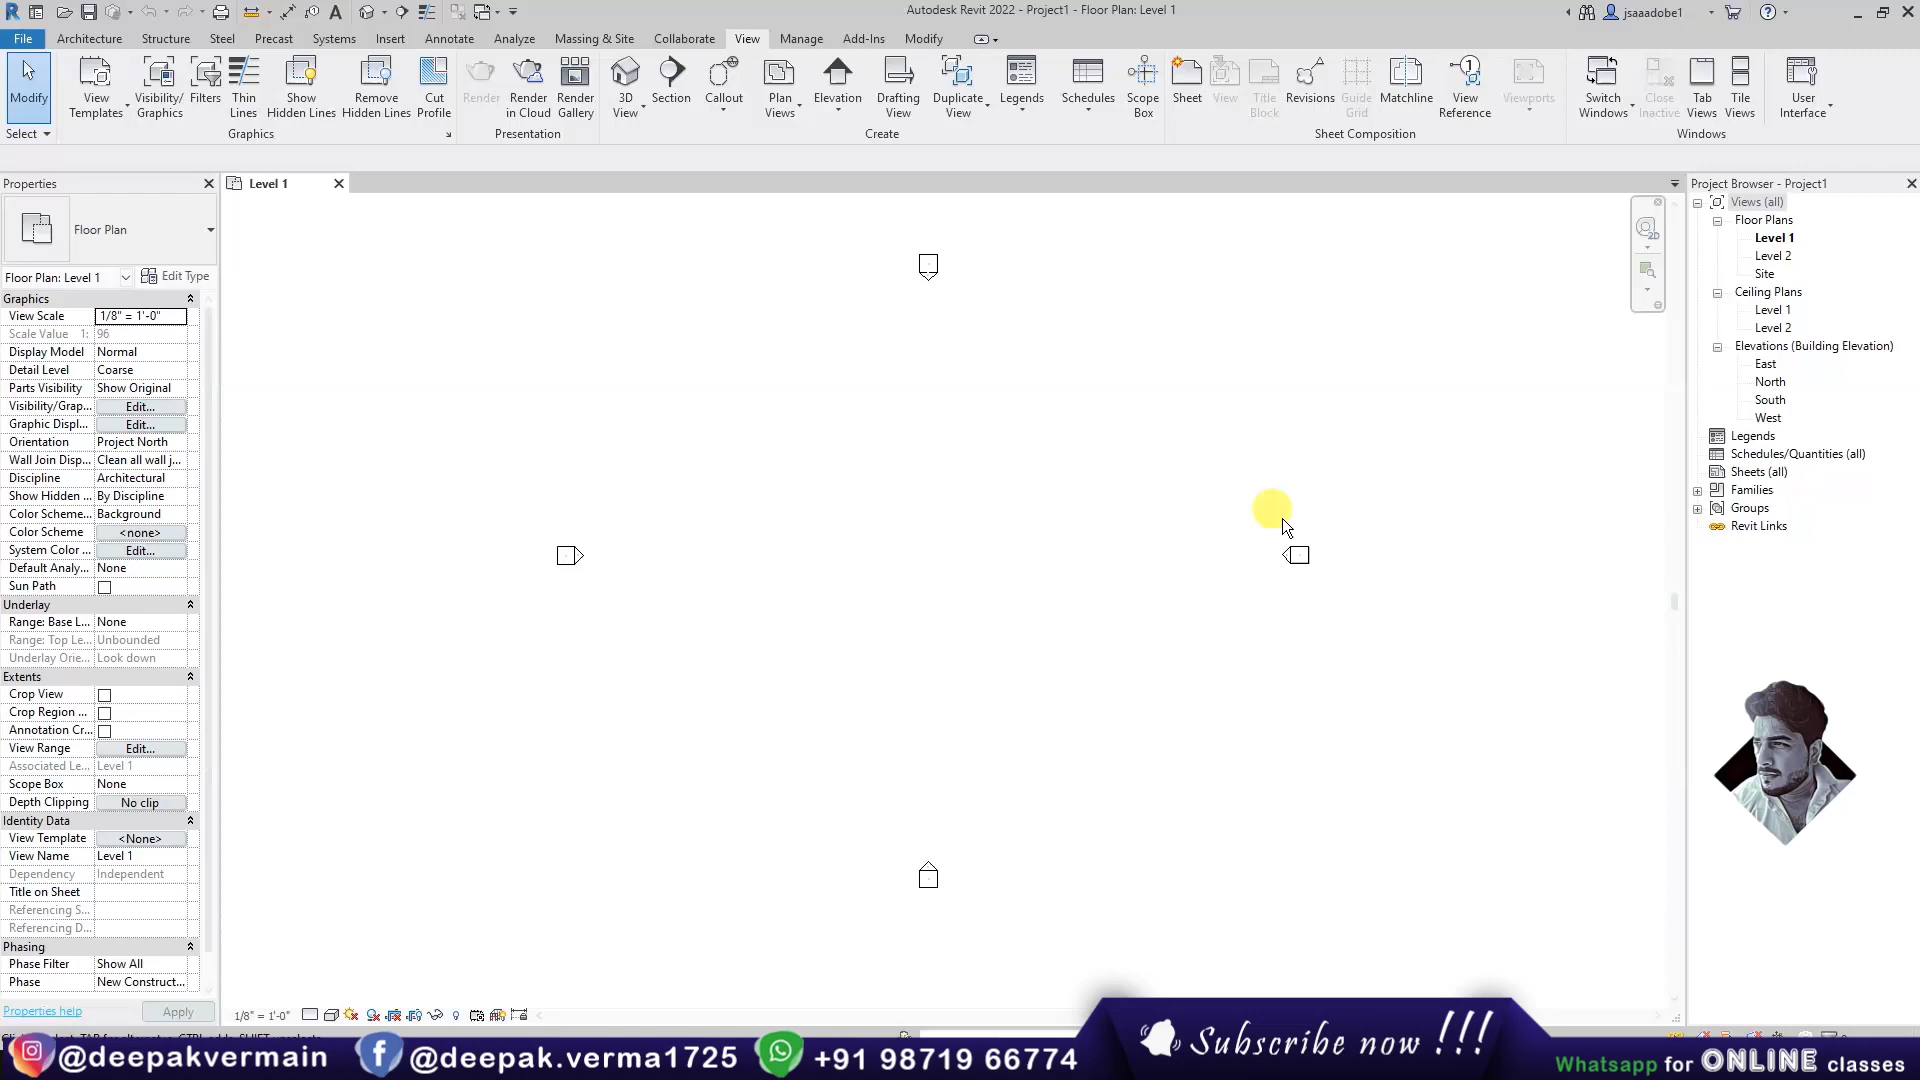 Autodesk Revit 2022 - Project1 - Floor Plan: Level 1
jsaaadobe1
File Architecture Structure Steel Precast Systems Insert Annotate Analyze Massing & Site Collaborate View Manage Add-Ins Modify
Modify
View Templates
Visibility/ Graphics
Filters
Thin Lines
Show Hidden Lines
Remove Hidden Lines
Cut Profile
Render
Render in Cloud
Render Gallery
3D View
Section
Callout
Plan Views
Elevation
Drafting View
Duplicate View
Legends
Schedules
Scope Box
Sheet
View
Title Block
Revisions
Guide Grid
Matchline
View Reference
Viewports
Switch Windows
Close Inactive
Tab Views
Tile Views
User Interface
Select Graphics Presentation Create Sheet Composition Windows
Properties
Level 1
Project Browser - Project1
Floor Plan
Floor Plan: Level 1
Edit Type
Graphics
View Scale 1/8" = 1'-0"
Scale Value 1: 96
Display Model Normal
Detail Level Coarse
Parts Visibility Show Original
Visibility/Grap... Edit...
Graphic Displ... Edit...
Orientation Project North
Wall Join Disp... Clean all wall j...
Discipline Architectural
Show Hidden ... By Discipline
Color Scheme... Background
Color Scheme <none>
System Color ... Edit...
Default Analy... None
Sun Path
Underlay
Range: Base L... None
Range: Top Le... Unbounded
Underlay Orie... Look down
Extents
Crop View
Crop Region ...
Annotation Cr...
View Range Edit...
Associated Le... Level 1
Scope Box None
Depth Clipping No clip
Identity Data
View Template <None>
View Name Level 1
Dependency Independent
Title on Sheet
Referencing S...
Referencing D...
Phasing
Phase Filter Show All
Phase New Construct...
Properties help
Apply
2D
Views (all)
Floor Plans
Level 1
Level 2
Site
Ceiling Plans
Level 1
Level 2
Elevations (Building Elevation)
East
North
South
West
Legends
Schedules/Quantities (all)
Sheets (all)
Families
Groups
Revit Links
1/8" = 1'-0"
@deepakvermain
@deepak.verma1725
+91 98719 66774
Subscribe now !!!
Whatsapp for ONLINE classes